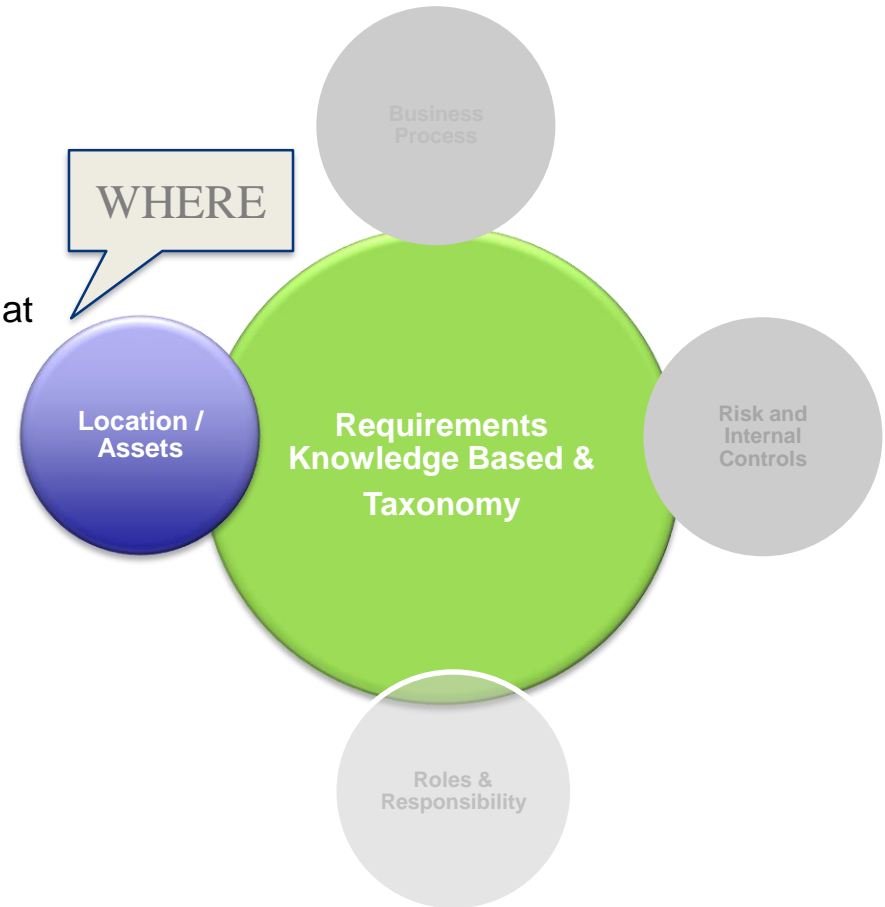 Business
Process
WHERE
at
Location /
Assets
Requirements
Knowledge Based &
Taxonomy
Risk and
Internal
Controls
Roles &
Responsibility